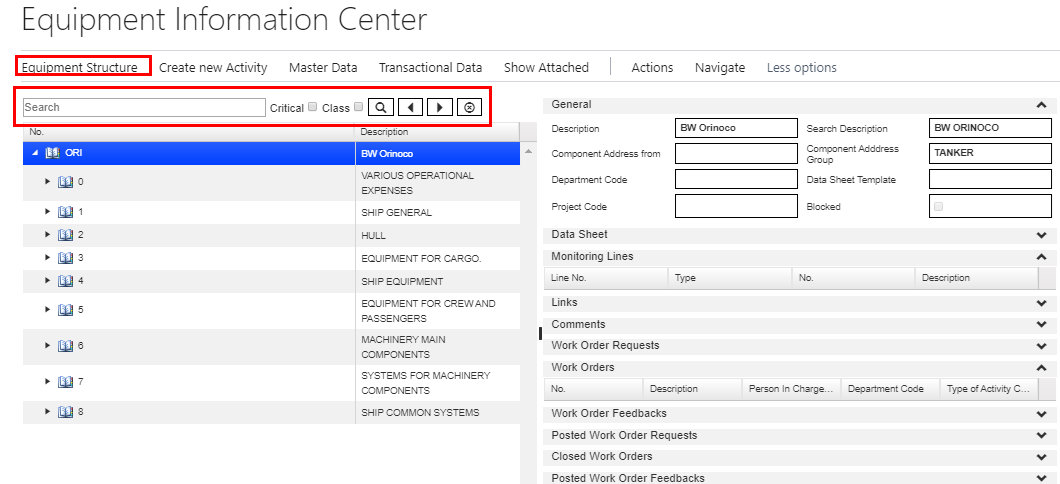 Equipment Information Center
Equipment Structure Create new Activity Master Data Transactional Data Show Attached Actions Navigate Less options
Search Critical Class
No. Description
ORI BW Orinoco
0 VARIOUS OPERATIONAL
EXPENSES
1 SHIP GENERAL
2 HULL
3 EQUIPMENT FOR CARGO.
4 SHIP EQUIPMENT
5 EQUIPMENT FOR CREW AND
PASSENGERS
6 MACHINERY MAIN
COMPONENTS
7 SYSTEMS FOR MACHINERY
COMPONENTS
8 SHIP COMMON SYSTEMS
General
Description BW Orinoco Search Description BW ORINOCO
Component Address from Component Adddress
Group TANKER
Department Code Data Sheet Template
Project Code Blocked
Data Sheet
Monitoring Lines
Line No. Type No. Description
Links
Comments
Work Order Requests
Work Orders
No. Description Person In Charge... Department Code Type of Activity C...
Work Order Feedbacks
Posted Work Order Requests
Closed Work Orders
Posted Work Order Feedbacks